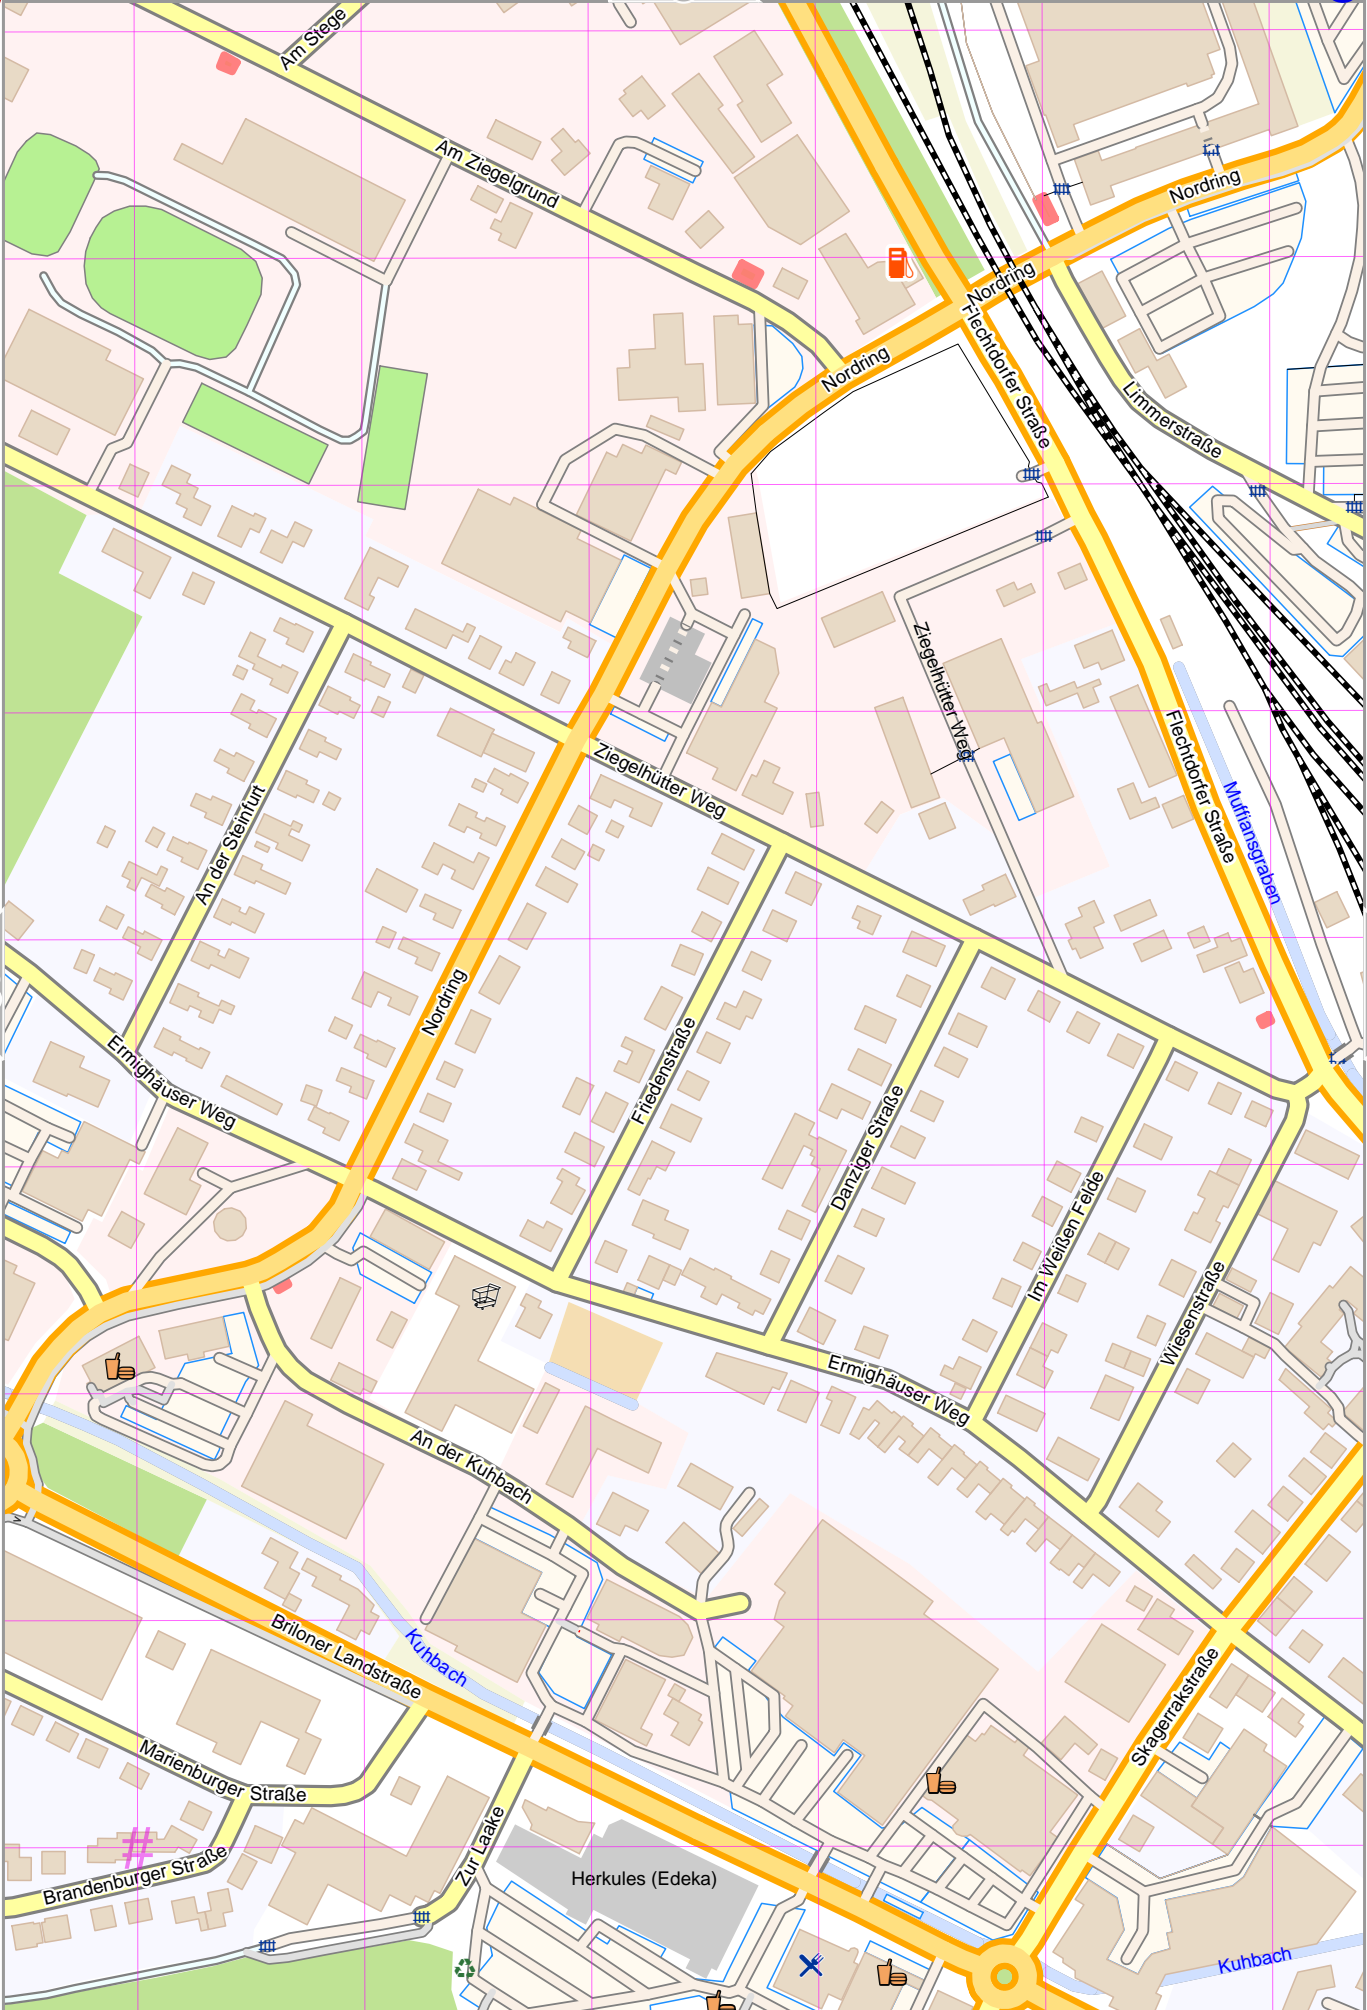 Am Stege
Am Ziegelgrund
Nordring
Nordring
Nordring
Flechtdorfer Straße
Limmerstraße
Ziegelhütter Weg
Ziegelhütter Weg
Flechtdorfer Straße
Muffiansgraben
An der Steinfurt
Nordring
Ermighäuser Weg
Friedenstraße
Danziger Straße
Im Weißen Felde
Wiesenstraße
Ermighäuser Weg
An der Kuhbach
Briloner Landstraße
Kuhbach
Skagerrakstraße
Marienburger Straße
Brandenburger Straße
Zur Laake
Herkules (Edeka)
Kuhbach